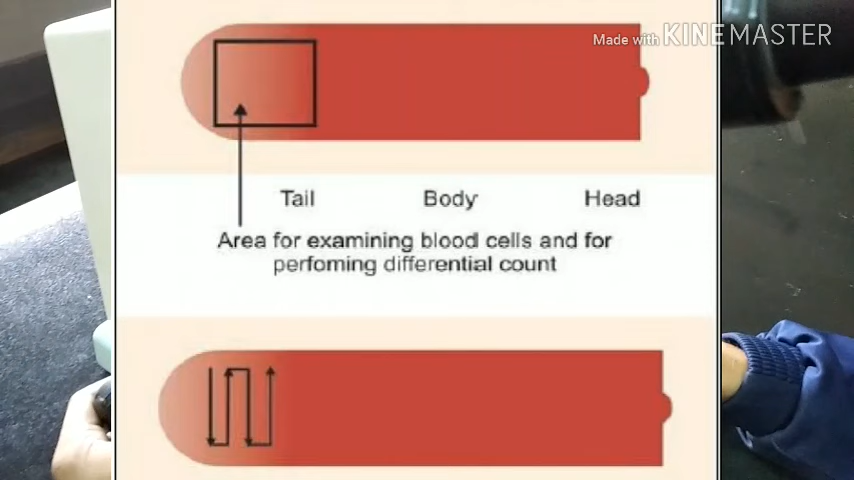 Made with KINEMASTER
Tail Body Head
Area for examining blood cells and for
perfoming differential count